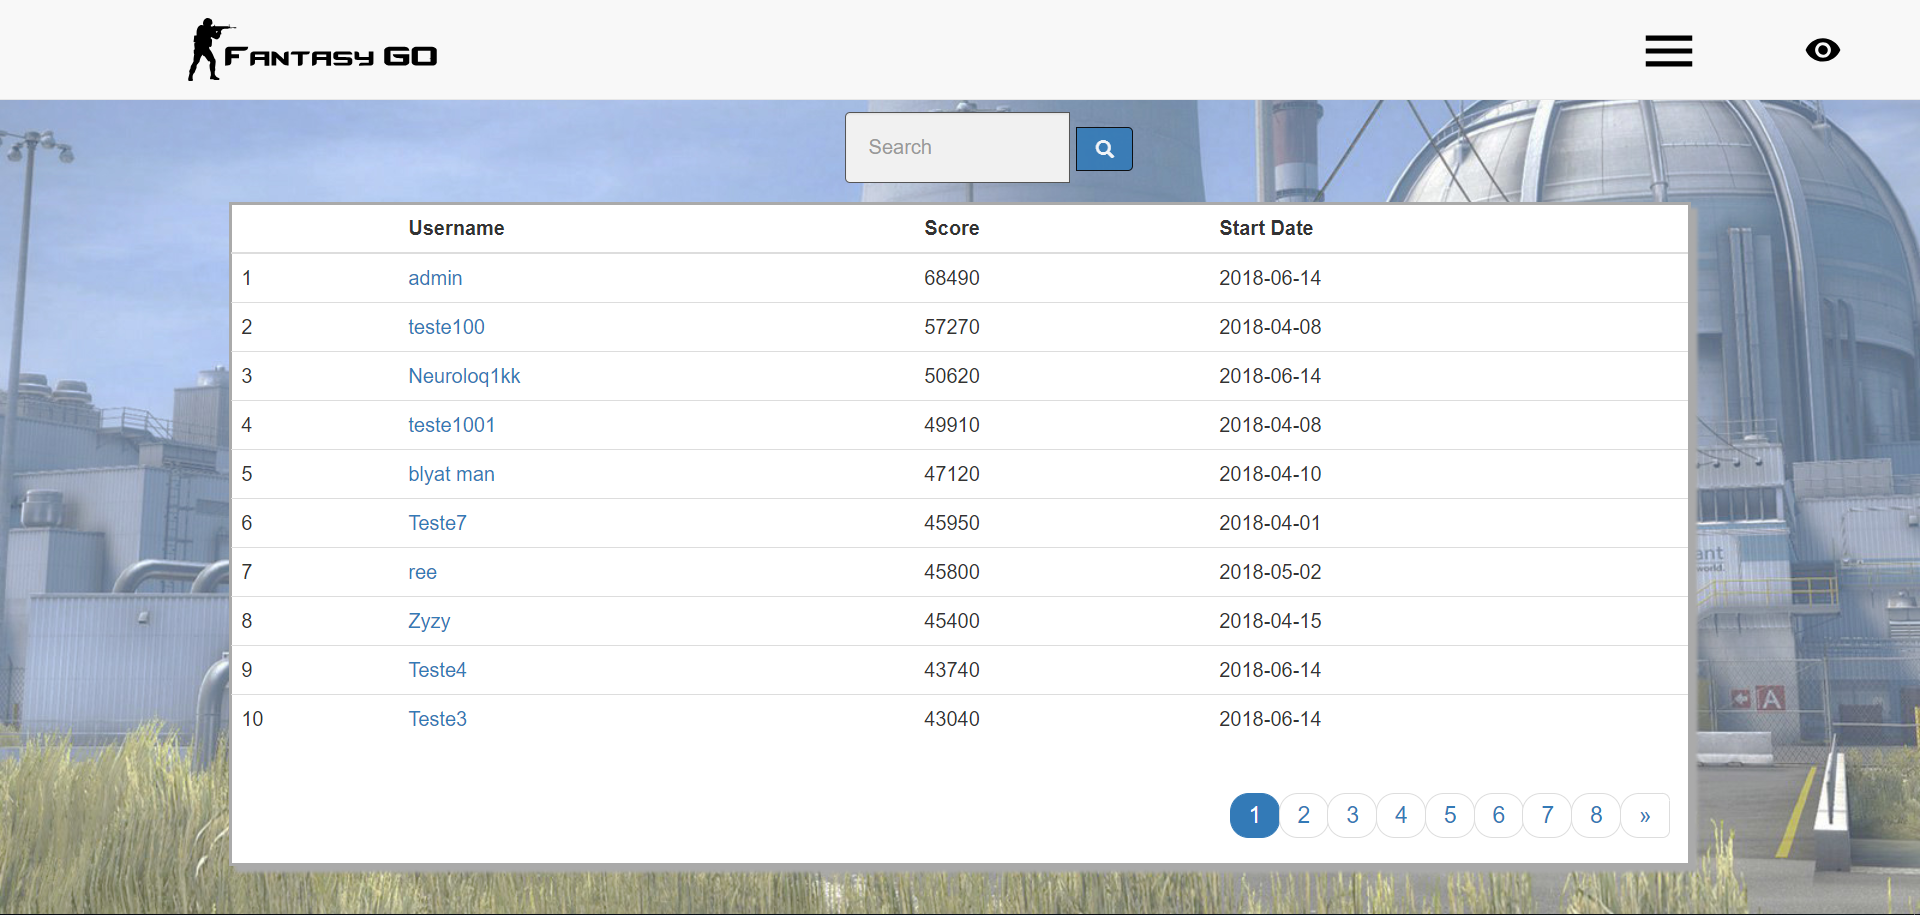 Fantasy GO
Search
Username Score Start Date
1 admin 68490 2018-06-14
2 teste100 57270 2018-04-08
3 Neuroloq1kk 50620 2018-06-14
4 teste1001 49910 2018-04-08
5 blyat man 47120 2018-04-10
6 Teste7 45950 2018-04-01
7 ree 45800 2018-05-02
8 Zyzy 45400 2018-04-15
9 Teste4 43740 2018-06-14
10 Teste3 43040 2018-06-14
ant
world.
A
1 2 3 4 5 6 7 8 »